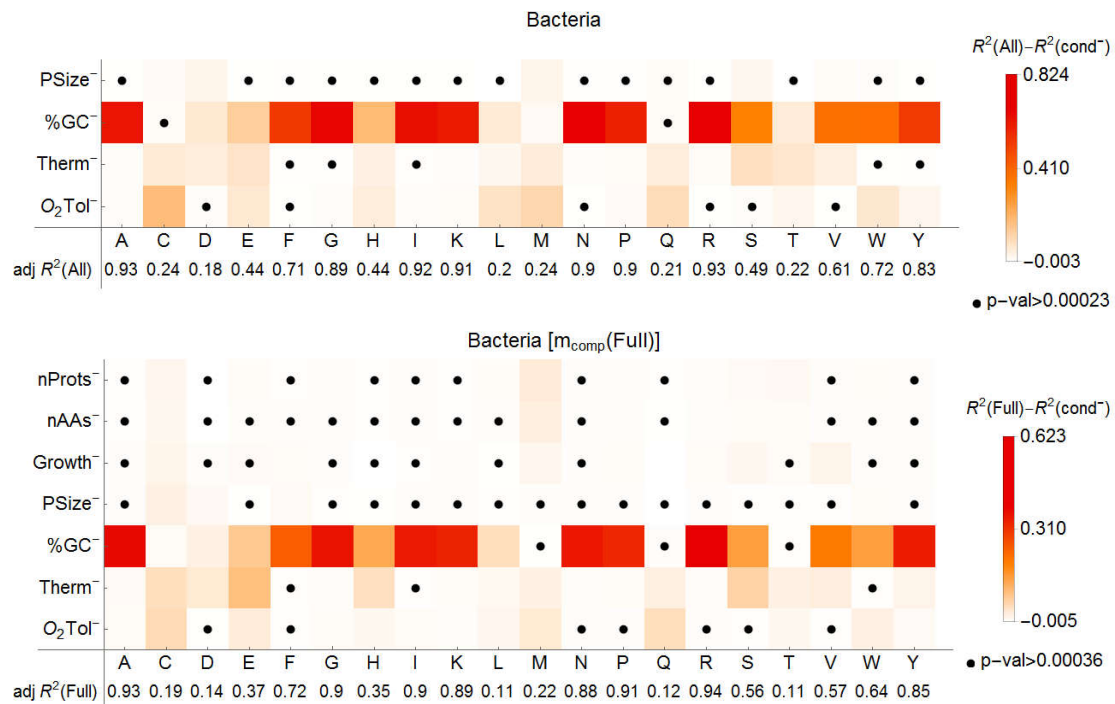 Bacteria
R²(All)−R²(cond⁻)
PSize⁻
%GC⁻
Therm⁻
O₂Tol⁻
0.824
0.410
−0.003
A C D E F G H I K L M N P Q R S T V W Y
adj R²(All) 0.93 0.24 0.18 0.44 0.71 0.89 0.44 0.92 0.91 0.2 0.24 0.9 0.9 0.21 0.93 0.49 0.22 0.61 0.72 0.83
● p−val>0.00023
Bacteria [m_comp(Full)]
R²(Full)−R²(cond⁻)
nProts⁻
nAAs⁻
Growth⁻
PSize⁻
%GC⁻
Therm⁻
O₂Tol⁻
0.623
0.310
−0.005
A C D E F G H I K L M N P Q R S T V W Y
● p−val>0.00036
adj R²(Full) 0.93 0.19 0.14 0.37 0.72 0.9 0.35 0.9 0.89 0.11 0.22 0.88 0.91 0.12 0.94 0.56 0.11 0.57 0.64 0.85